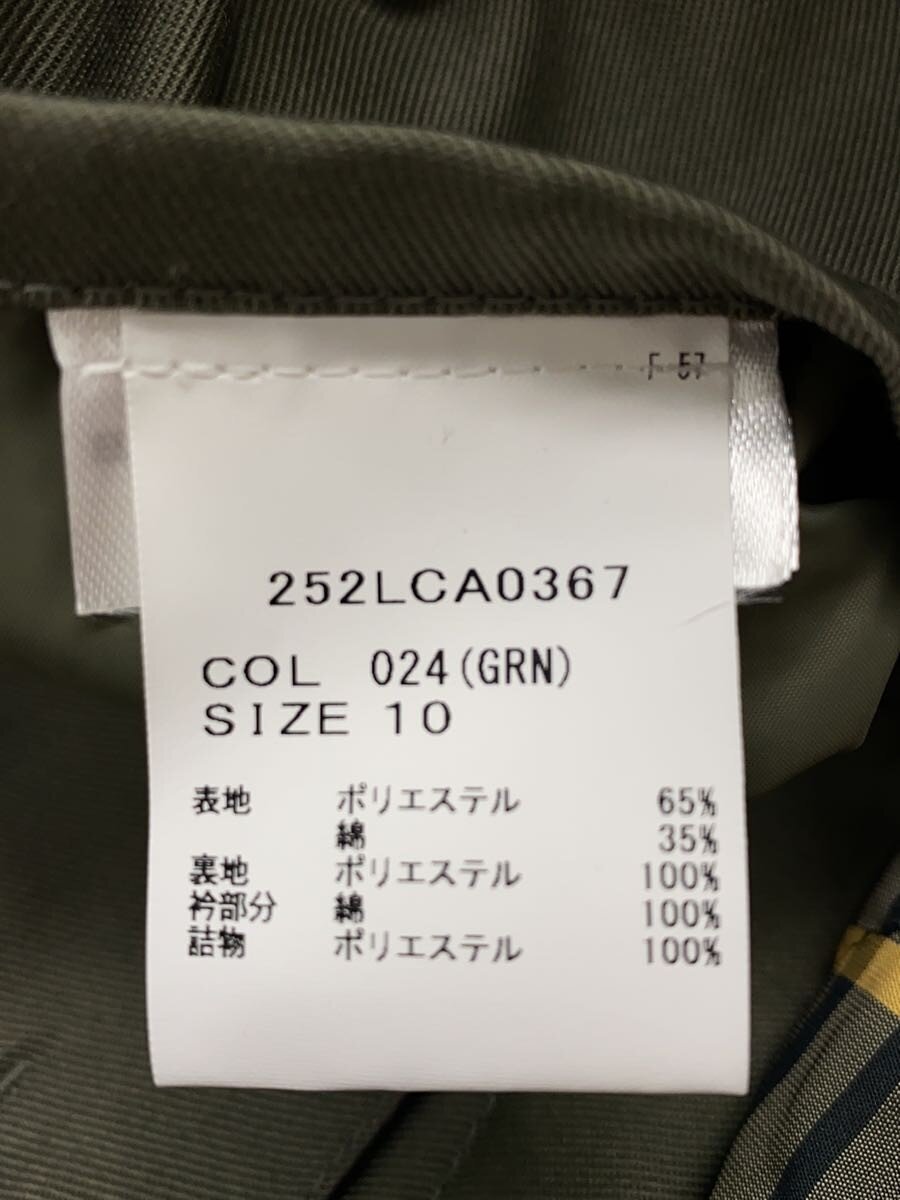 F-57
252LCA0367
COL 024(GRN)
SIZE 10
表地 ポリエステル 65%
綿 35%
裏地 ポリエステル 100%
衿部分 綿 100%
詰物 ポリエステル 100%